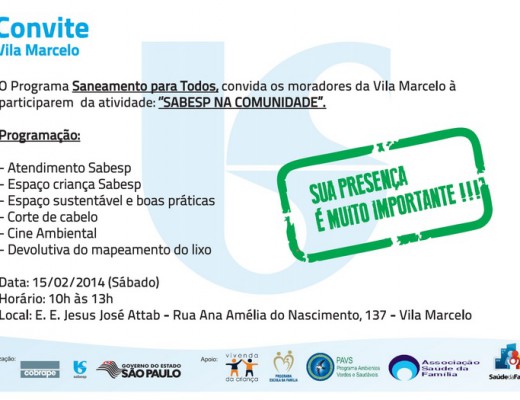 Convite
Vila Marcelo
O Programa Saneamento para Todos, convida os moradores da Vila Marcelo à
participarem da atividade: “SABESP NA COMUNIDADE”.
Programação:
- Atendimento Sabesp
- Espaço criança Sabesp
- Espaço sustentável e boas práticas
- Corte de cabelo
- Cine Ambiental
- Devolutiva do mapeamento do lixo
SUA PRESENÇA
É MUITO IMPORTANTE !!!
Data: 15/02/2014 (Sábado)
Horário: 10h às 13h
Local: E. E. Jesus José Attab - Rua Ana Amélia do Nascimento, 137 - Vila Marcelo
ização:
cobrape
sabesp
GOVERNO DO ESTADO
SÃO PAULO
Apoio:
vivenda
da criança
PROGRAMA
ESCOLA DA FAMÍLIA
PAVS
Programa Ambientes
Verdes e Saudáveis
Associação
Saúde da
Família
Saúde da Fa